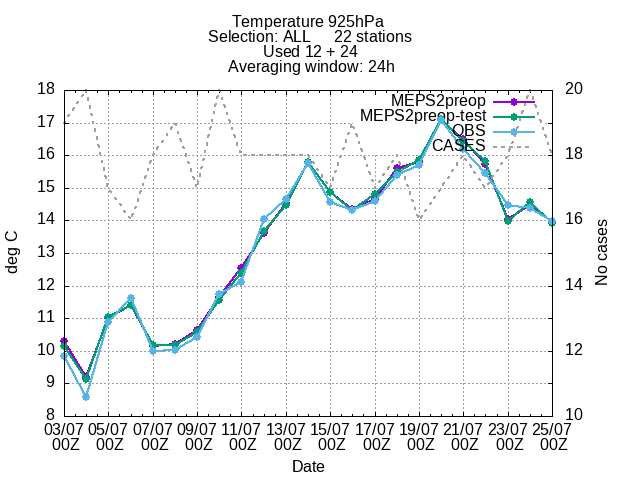 Temperature 925hPa
Selection: ALL 22 stations
Used 12 + 24
Averaging window: 24h
MEPS2preop
MEPS2preop-test
OBS
CASES
18
17
16
15
14
13
12
11
10
9
8
20
18
16
14
12
10
deg C
No cases
03/07 05/07 07/07 09/07 11/07 13/07 15/07 17/07 19/07 21/07 23/07 25/07
00Z 00Z 00Z 00Z 00Z 00Z 00Z 00Z 00Z 00Z 00Z 00Z
Date